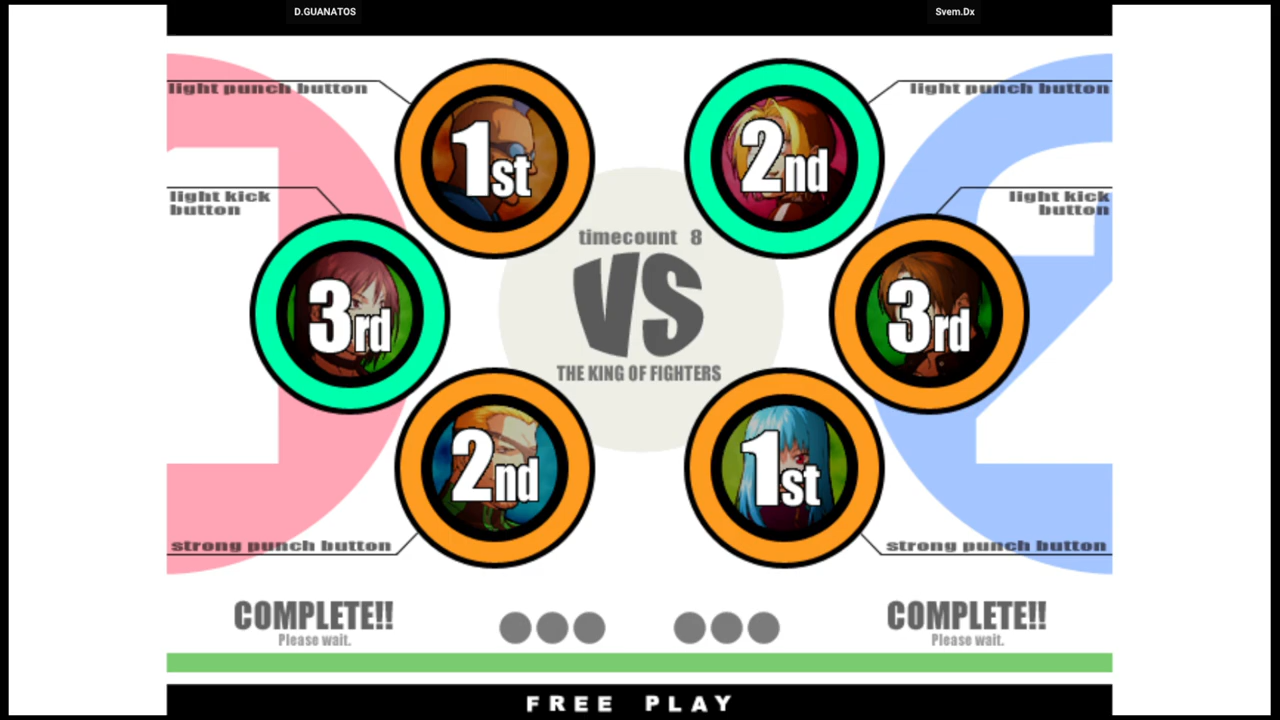 D.GUANATOS
Svem.Dx
light punch button
light punch button
1st
2nd
light kick
button
light kick
button
timecount 8
VS
THE KING OF FIGHTERS
3rd
3rd
2nd
1st
strong punch button
strong punch button
COMPLETE!!
Please wait.
COMPLETE!!
Please wait.
FREE PLAY